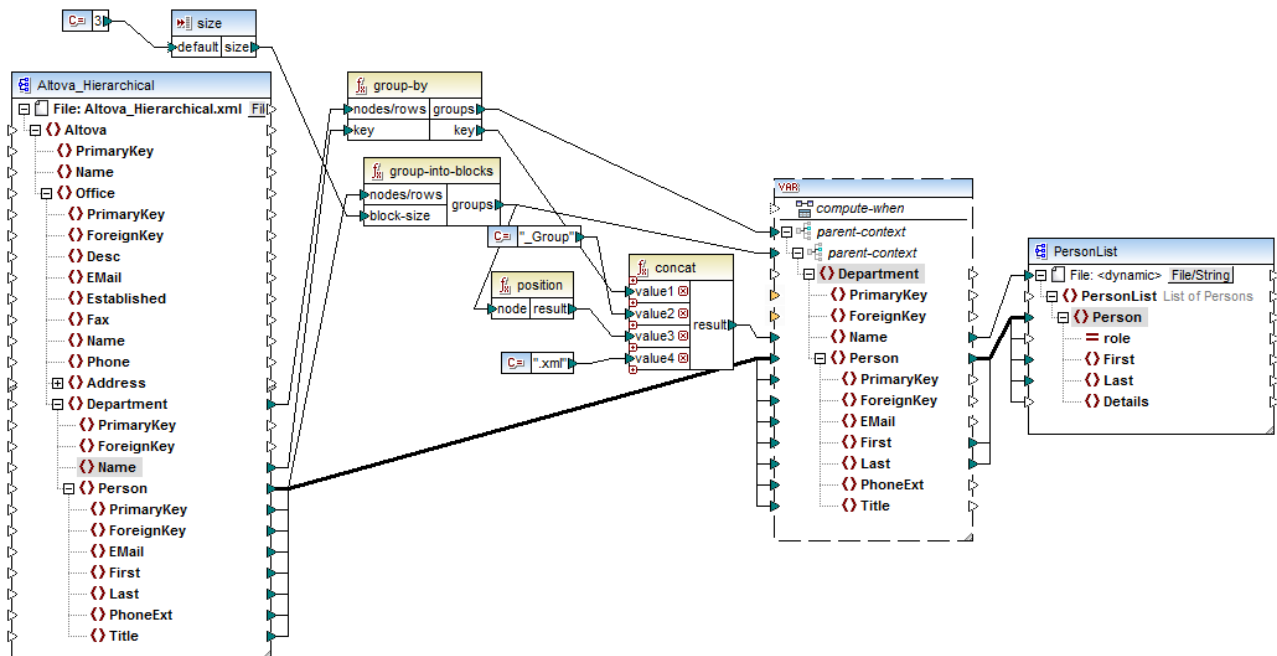 3
size
default size
Altova_Hierarchical
File: Altova_Hierarchical.xml Fil
Altova
PrimaryKey
Name
Office
PrimaryKey
ForeignKey
Desc
EMail
Established
Fax
Name
Phone
Address
Department
PrimaryKey
ForeignKey
Name
Person
PrimaryKey
ForeignKey
EMail
First
Last
PhoneExt
Title
group-by
nodes/rows groups
key key
group-into-blocks
nodes/rows
groups
block-size
"_Group"
position
node result
".xml"
concat
value1
value2
result
value3
value4
VAR
compute-when
parent-context
parent-context
Department
PrimaryKey
ForeignKey
Name
Person
PrimaryKey
ForeignKey
EMail
First
Last
PhoneExt
Title
PersonList
File: <dynamic> File/String
PersonList List of Persons
Person
role
First
Last
Details